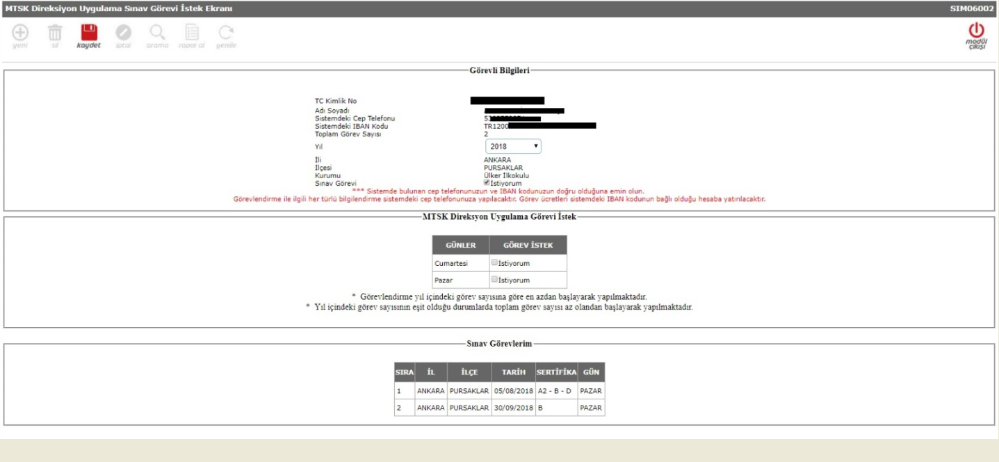 MTSK Direksiyon Uygulama Sınav Görevi İstek Ekranı SIM06002
yeni sil kaydet iptal arama rapor al yenile modül çıkışı
Görevli Bilgileri
TC Kimlik No
Adı Soyadı
Sistemdeki Cep Telefonu
Sistemdeki IBAN Kodu TR1200
Toplam Görev Sayısı 2
Yıl 2018
İli ANKARA
İlçesi PURSAKLAR
Kurumu Ülker İlkokulu
Sınav Görevi İstiyorum
*** Sistemde bulunan cep telefonunuzun ve IBAN kodunuzun doğru olduğuna emin olun.
Görevlendirme ile ilgili her türlü bilgilendirme sistemdeki cep telefonunuza yapılacaktır. Görev ücretleri sistemdeki IBAN kodunun bağlı olduğu hesaba yatırılacaktır.
MTSK Direksyon Uygulama Görevi İstek
GÜNLER GÖREV İSTEK
Cumartesi İstiyorum
Pazar İstiyorum
* Görevlendirme yıl içindeki görev sayısına göre en azdan başlayarak yapılmaktadır.
* Yıl içindeki görev sayısının eşit olduğu durumlarda toplam görev sayısı az olandan başlayarak yapılmaktadır.
Sınav Görevlerim
SIRA İL İLÇE TARİH SERTİFİKA GÜN
1 ANKARA PURSAKLAR 05/08/2018 A2 - B - D PAZAR
2 ANKARA PURSAKLAR 30/09/2018 B PAZAR